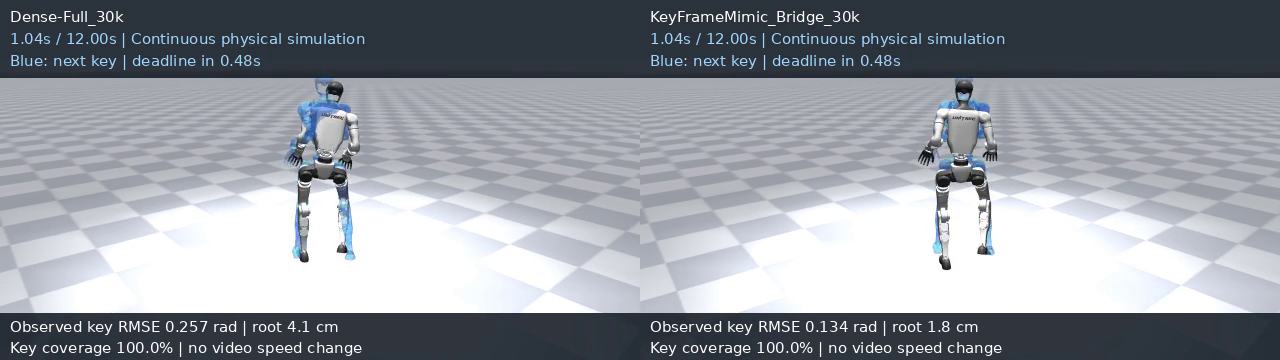 Dense-Full_30k
1.04s / 12.00s | Continuous physical simulation
Blue: next key | deadline in 0.48s
KeyFrameMimic_Bridge_30k
1.04s / 12.00s | Continuous physical simulation
Blue: next key | deadline in 0.48s
Observed key RMSE 0.257 rad | root 4.1 cm
Key coverage 100.0% | no video speed change
Observed key RMSE 0.134 rad | root 1.8 cm
Key coverage 100.0% | no video speed change